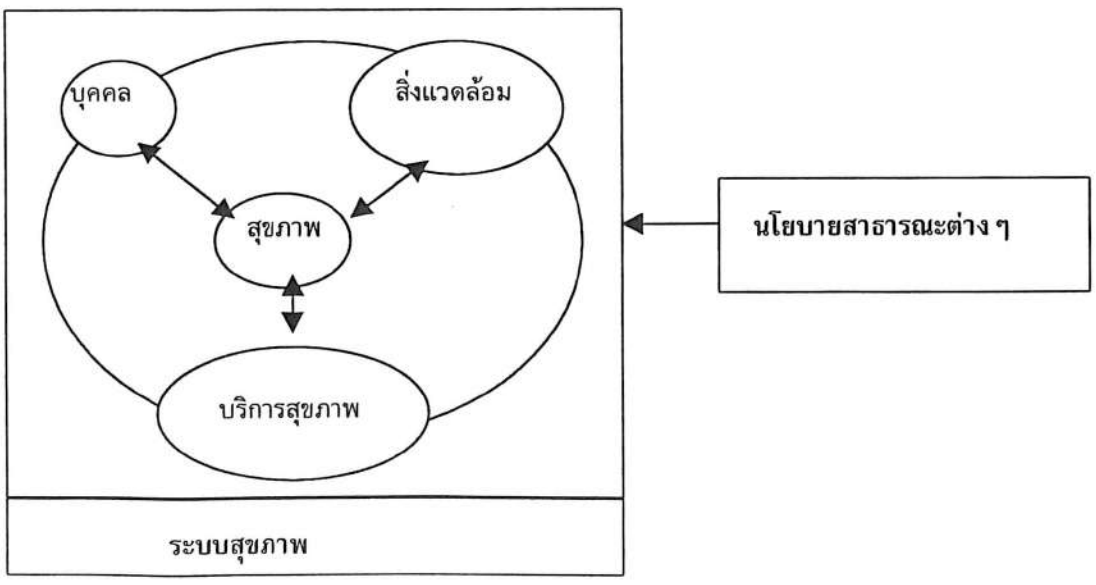 บุคคล
สิ่งแวดล้อม
สุขภาพ
นโยบายสาธารณะต่าง ๆ
บริการสุขภาพ
ระบบสุขภาพ